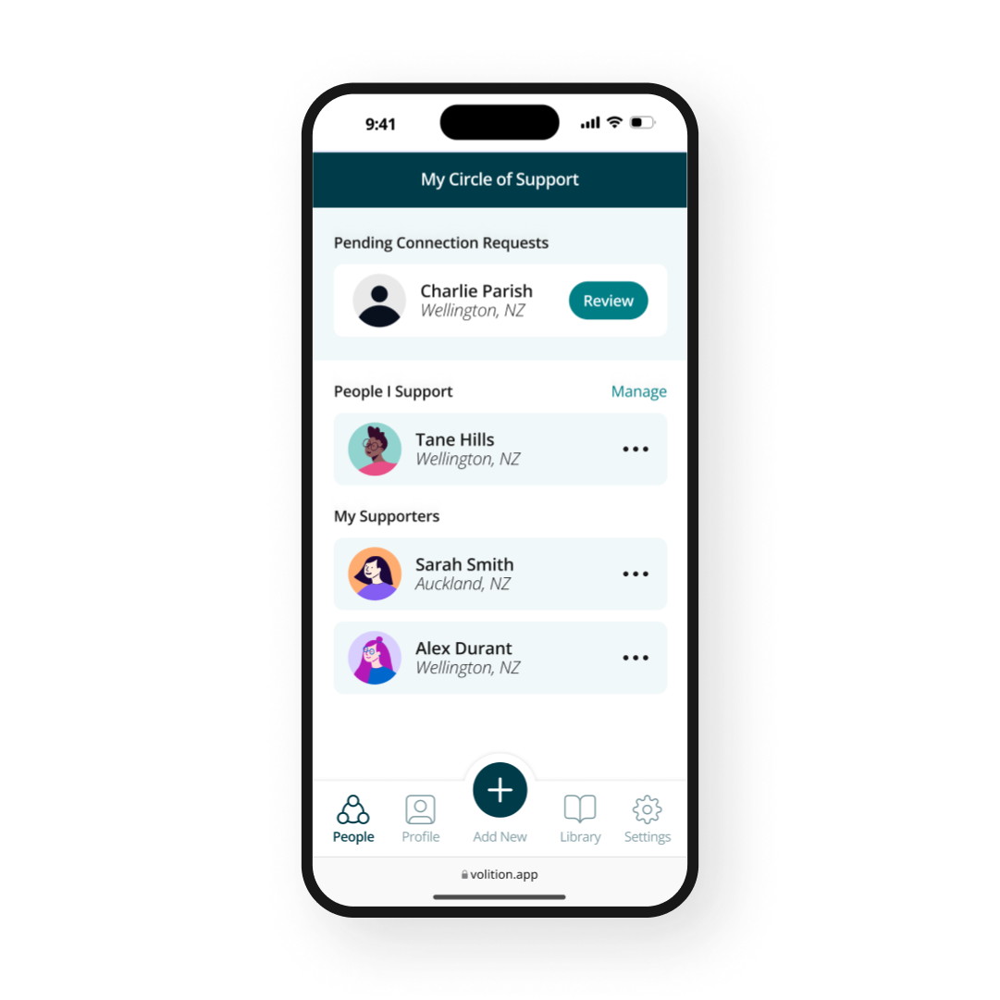 9:41
My Circle of Support
Pending Connection Requests
Charlie Parish
Wellington, NZ
Review
People I Support
Manage
Tane Hills
Wellington, NZ
My Supporters
Sarah Smith
Auckland, NZ
Alex Durant
Wellington, NZ
People
Profile
Add New
Library
Settings
volition.app